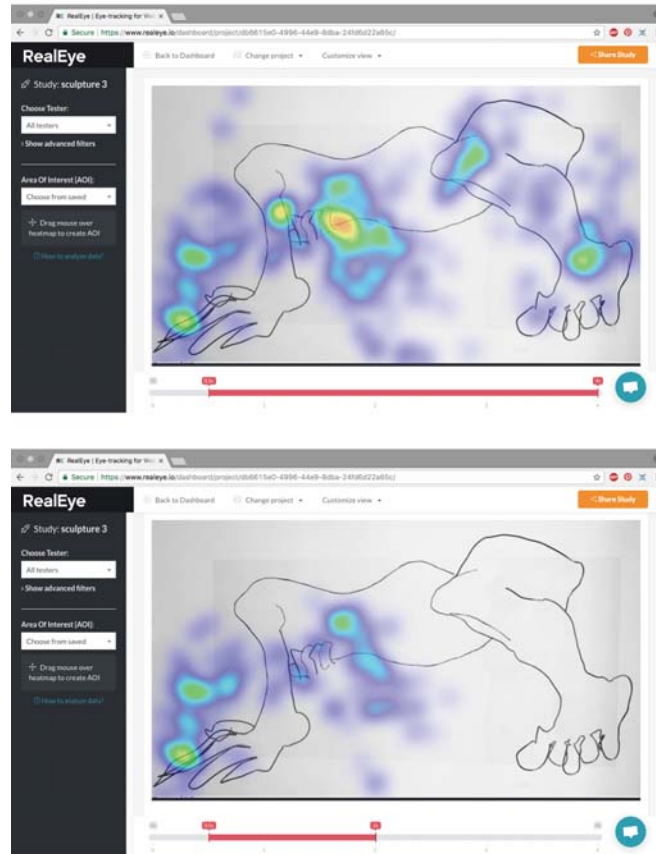 RealEye | Eye-tracking for Wel
Secure https://www.realeye.io/dashboard/project/db6615e0-4996-44e9-8dba-24fd6d22a65c/
RealEye
Back to Dashboard Change project Customize view
Share Study
Study: sculpture 3
Choose Tester:
All testers
Show advanced filters
Area Of Interest [AOI]:
Choose from saved
Drag mouse over
heatmap to create AOI
How to analyze data?
RealEye | Eye-tracking for Wel
Secure https://www.realeye.io/dashboard/project/db6615e0-4996-44e9-8dba-24fd6d22a65c/
RealEye
Back to Dashboard Change project Customize view
Share Study
Study: sculpture 3
Choose Tester:
All testers
Show advanced filters
Area Of Interest [AOI]:
Choose from saved
Drag mouse over
heatmap to create AOI
How to analyze data?